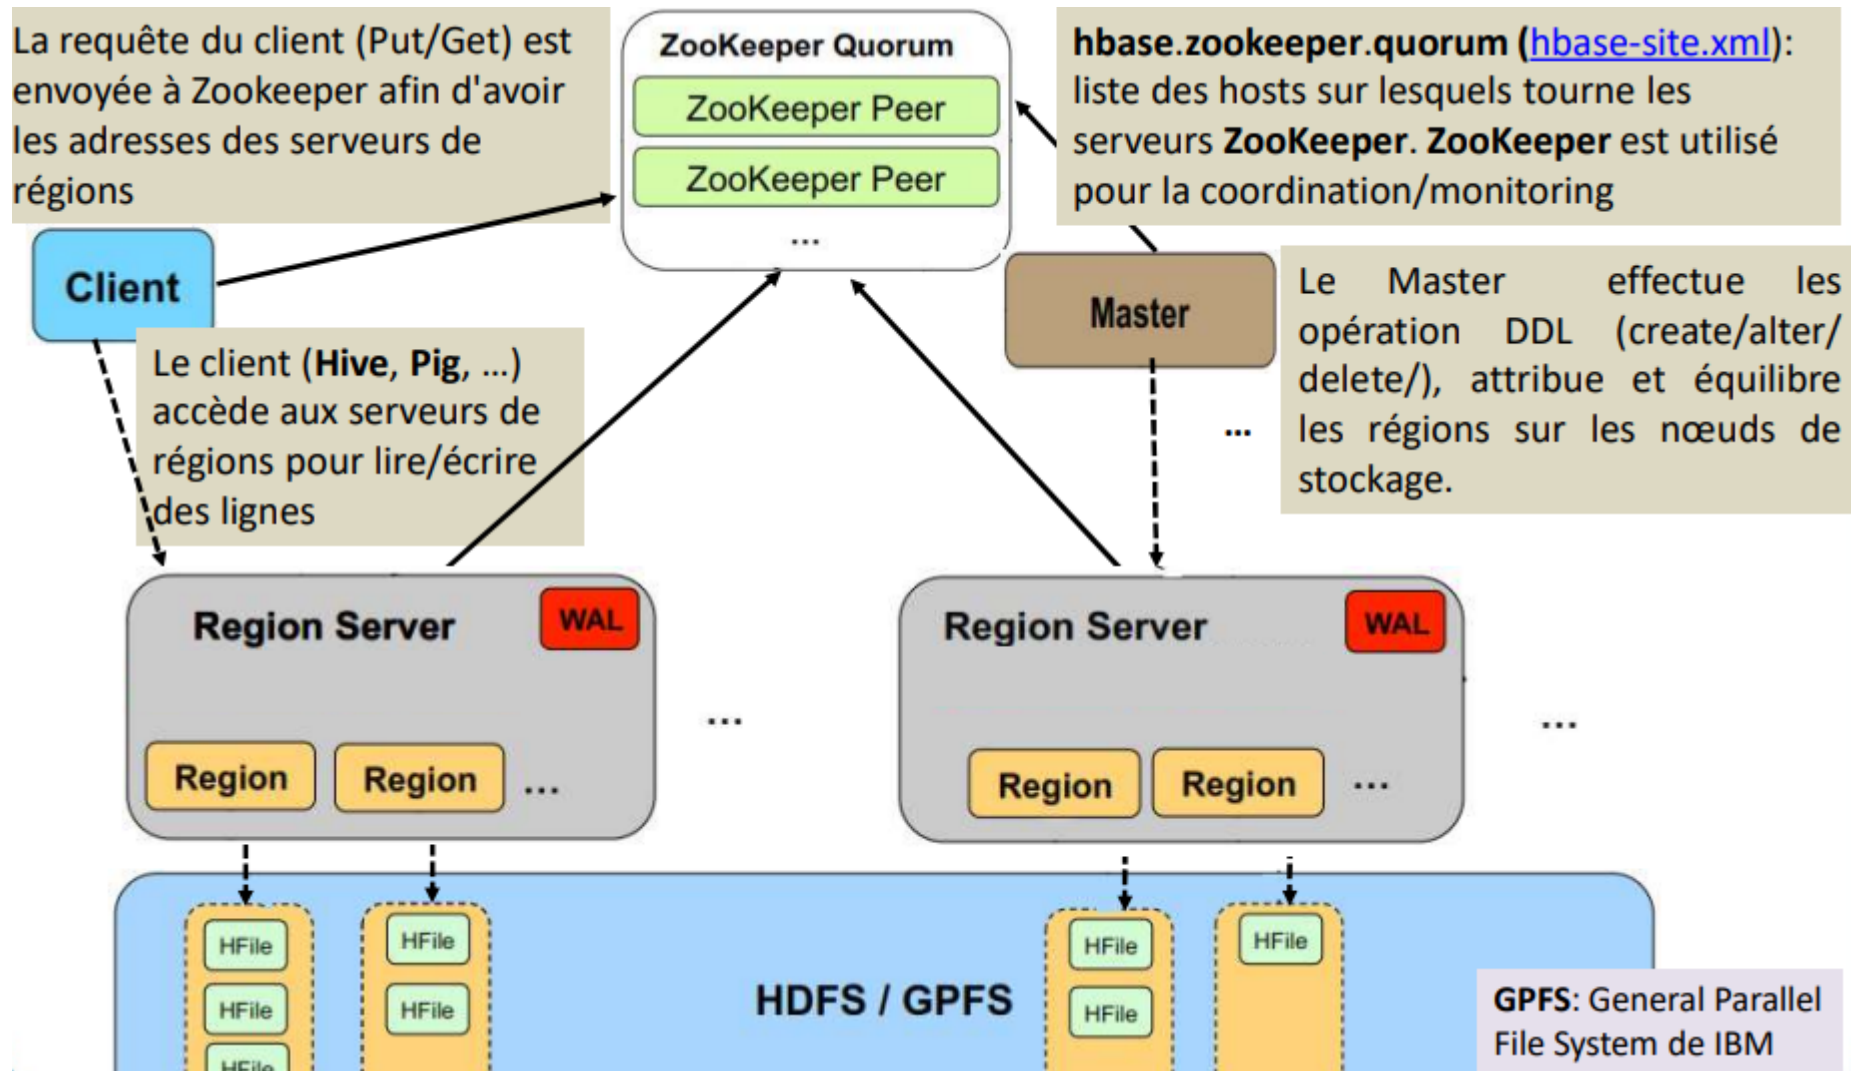 La requête du client (Put/Get) est
envoyée à Zookeeper afin d'avoir
les adresses des serveurs de
régions
ZooKeeper Quorum
ZooKeeper Peer
ZooKeeper Peer
...
hbase.zookeeper.quorum (hbase-site.xml):
liste des hosts sur lesquels tourne les
serveurs ZooKeeper. ZooKeeper est utilisé
pour la coordination/monitoring
Client
Master
Le Master effectue les
opération DDL (create/alter/
delete/), attribue et équilibre
les régions sur les nœuds de
stockage.
...
Le client (Hive, Pig, ...)
accède aux serveurs de
régions pour lire/écrire
des lignes
Region Server
WAL
Region
Region
...
...
Region Server
WAL
Region
Region
...
...
HFile
HFile
HFile
HFile
HFile
HDFS / GPFS
HFile
HFile
HFile
GPFS: General Parallel
File System de IBM